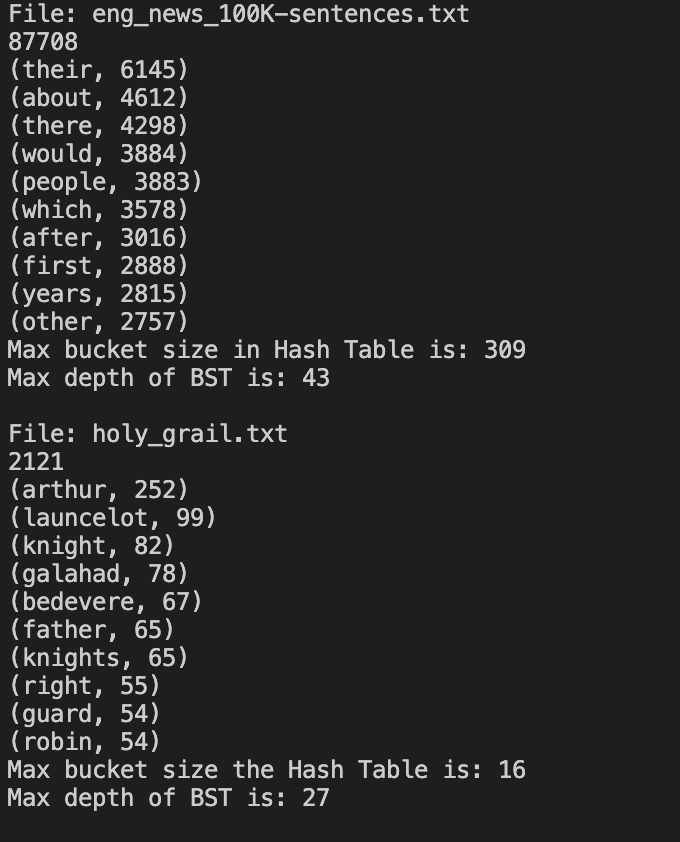 File: eng_news_100K-sentences.txt
87708
(their, 6145)
(about, 4612)
(there, 4298)
(would, 3884)
(people, 3883)
(which, 3578)
(after, 3016)
(first, 2888)
(years, 2815)
(other, 2757)
Max bucket size in Hash Table is: 309
Max depth of BST is: 43
File: holy_grail.txt
2121
(arthur, 252)
(launcelot, 99)
(knight, 82)
(galahad, 78)
(bedevere, 67)
(father, 65)
(knights, 65)
(right, 55)
(guard, 54)
(robin, 54)
Max bucket size the Hash Table is: 16
Max depth of BST is: 27